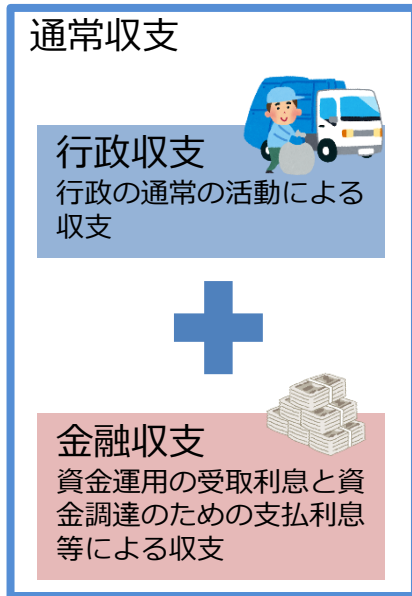 通常収支
行政収支
行政の通常の活動による
収支
金融収支
資金運用の受取利息と資
金調達のための支払利息
等による収支